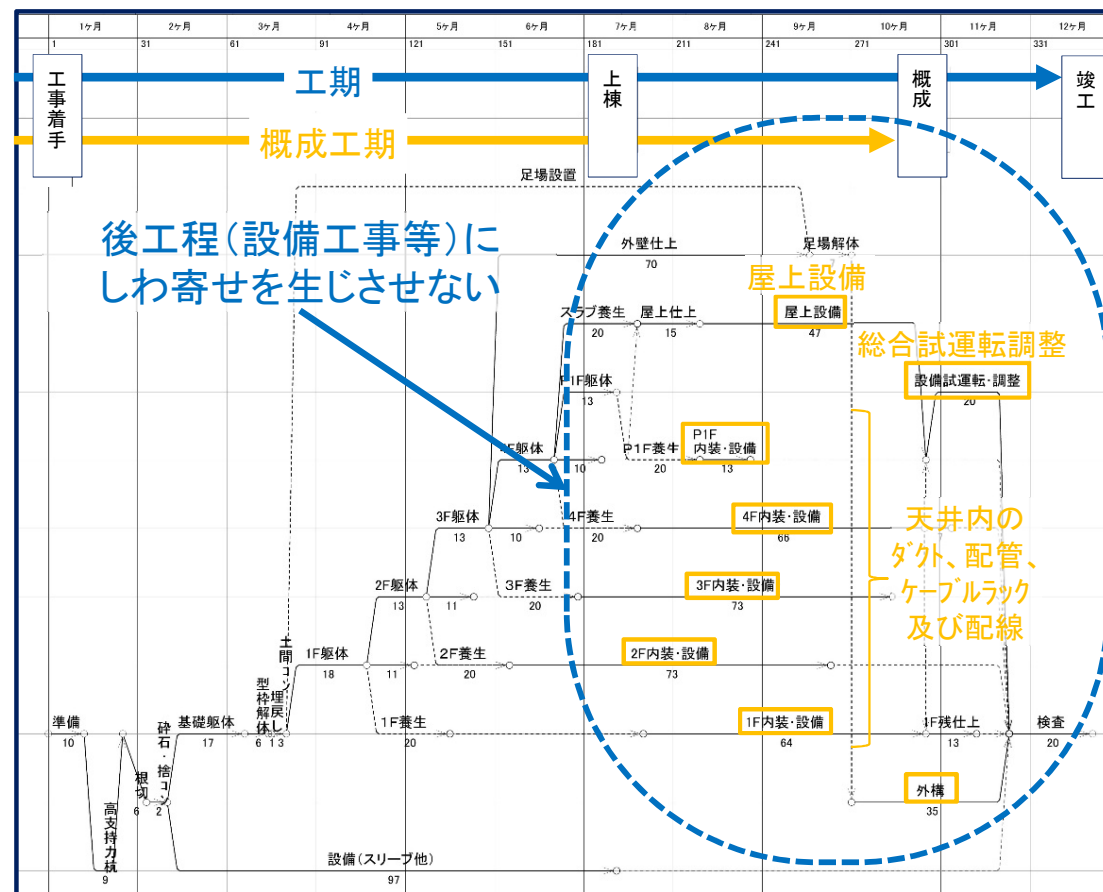 1ヶ月 2ヶ月 3ヶ月 4ヶ月 5ヶ月 6ヶ月 7ヶ月 8ヶ月 9ヶ月 10ヶ月 11ヶ月 12ヶ月
1 31 61 91 121 151 181 211 241 271 301 331
工事着手
工期
上棟
概成
竣工
概成工期
足場設置
後工程(設備工事等)に
しわ寄せを生じさせない
外壁仕上
70
足場解体
7
屋上設備
スラブ養生
20
屋上仕上
15
屋上設備
47
総合試運転調整
P1F躯体
13
設備試運転・調整
20
4F躯体
13
10
P1F養生
20
P1F
内装・設備
13
3F躯体
13
10
4F養生
20
4F内装・設備
66
7
天井内の
ダクト、配管、
ケーブルラック
及び配線
2F躯体
13
11
3F養生
20
3F内装・設備
73
土間コン
1F躯体
18
11
2F養生
20
2F内装・設備
73
準備
10
砕石・捨コン
2
基礎躯体
17
型枠解体
6
埋戻し
1
3
1F養生
20
1F内装・設備
64
1F残仕上
13
検査
20
根切
6
高支持力杭
9
外構
35
設備(スリーブ他)
97